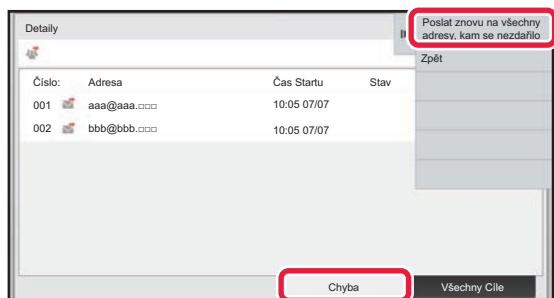 Detaily
Poslat znovu na všechny
adresy, kam se nezdařilo
Zpět
Číslo: Adresa Čas Startu Stav
001 aaa@aaa.□□□ 10:05 07/07
002 bbb@bbb.□□□ 10:05 07/07
Chyba Všechny Cíle